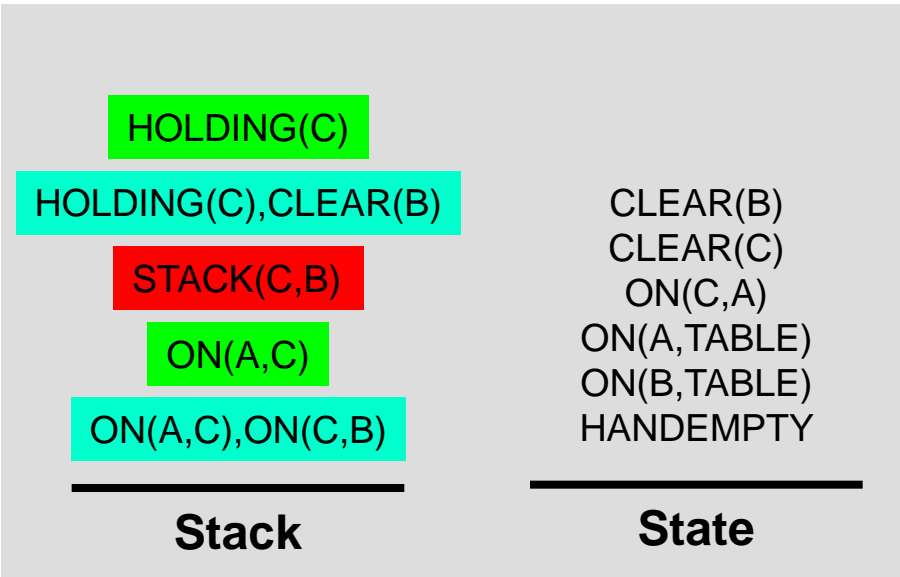 HOLDING(C)
HOLDING(C),CLEAR(B)
STACK(C,B)
ON(A,C)
ON(A,C),ON(C,B)
Stack
CLEAR(B)
CLEAR(C)
ON(C,A)
ON(A,TABLE)
ON(B,TABLE)
HANDEMPTY
State